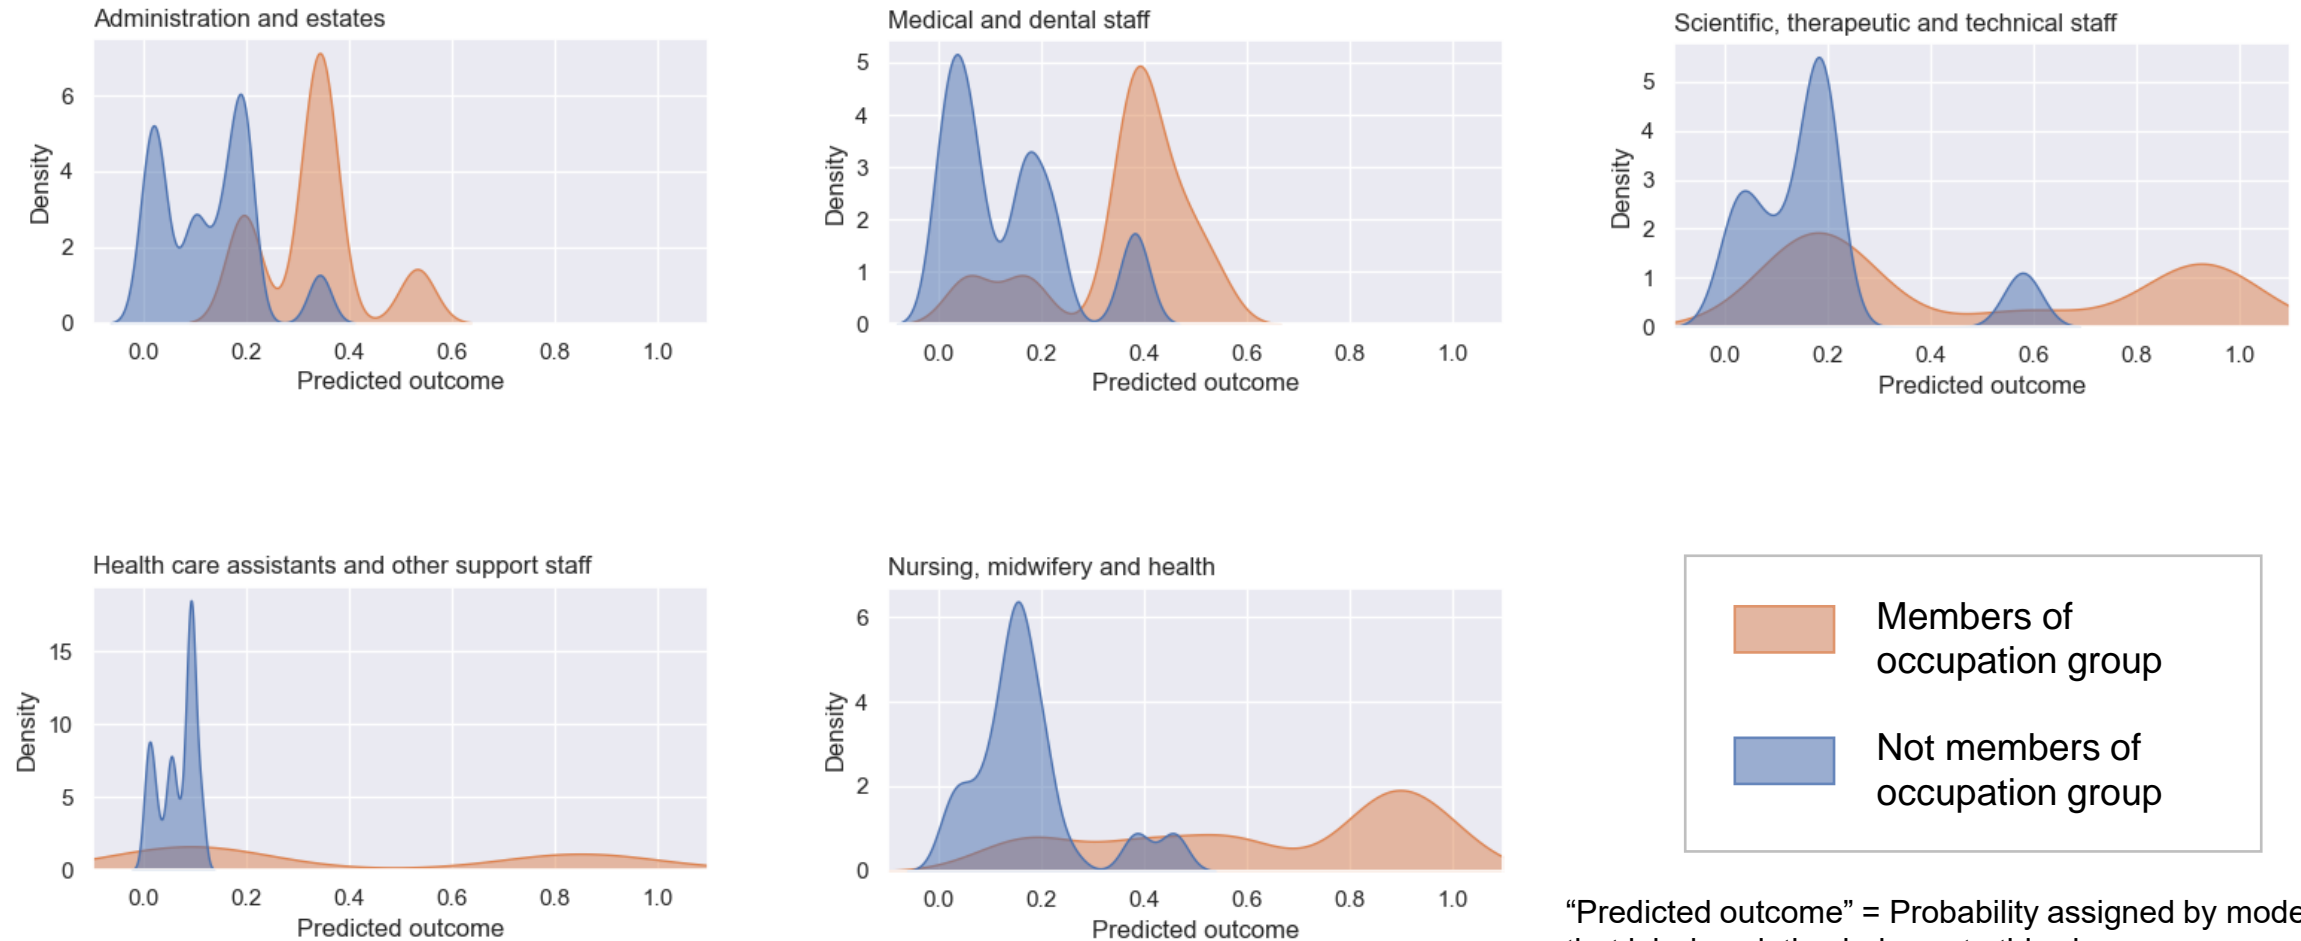 Administration and estates
Density
6
4
2
0
0.0 0.2 0.4 0.6 0.8 1.0
Predicted outcome
Medical and dental staff
Density
5
4
3
2
1
0
0.0 0.2 0.4 0.6 0.8 1.0
Predicted outcome
Scientific, therapeutic and technical staff
Density
5
4
3
2
1
0
0.0 0.2 0.4 0.6 0.8 1.0
Predicted outcome
Health care assistants and other support staff
Density
15
10
5
0
0.0 0.2 0.4 0.6 0.8 1.0
Predicted outcome
Nursing, midwifery and health
Density
6
4
2
0
0.0 0.2 0.4 0.6 0.8 1.0
Predicted outcome
Members of
occupation group
Not members of
occupation group
“Predicted outcome” = Probability assigned by mode